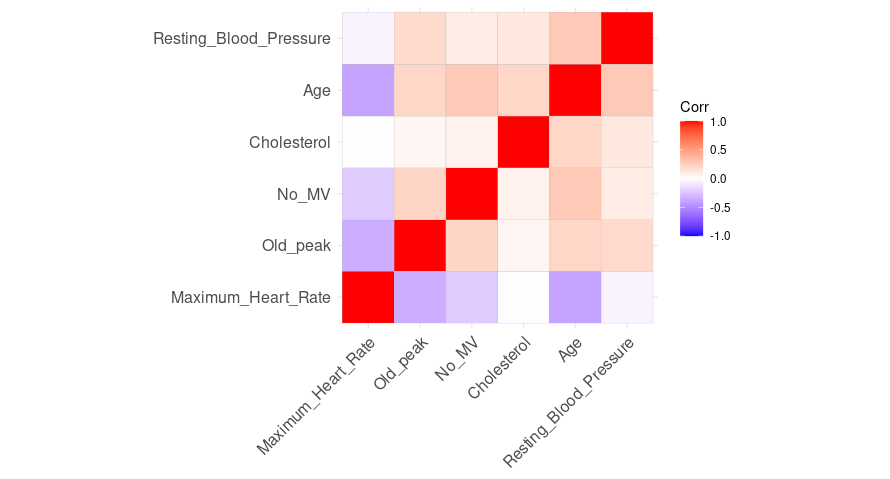 Resting_Blood_Pressure
Age
Cholesterol
No_MV
Old_peak
Maximum_Heart_Rate
Maximum_Heart_Rate
Old_peak
No_MV
Cholesterol
Age
Resting_Blood_Pressure
Corr
1.0
0.5
0.0
-0.5
-1.0